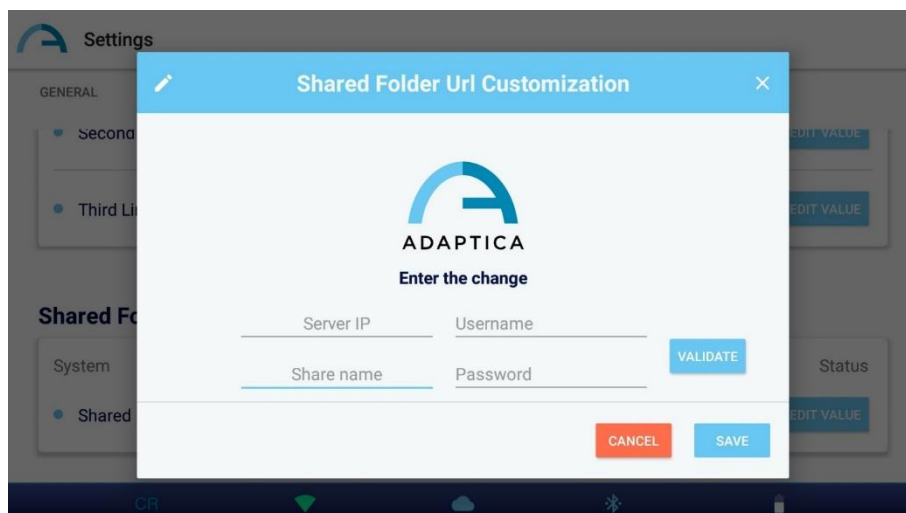 Settings
Shared Folder Url Customization
GENERAL
Second
EDIT VALUE
Third Li
EDIT VALUE
ADAPTICA
Enter the change
Server IP Username
VALIDATE
Share name Password
Shared Fo
System Status
Shared
EDIT VALUE
CANCEL SAVE
CR